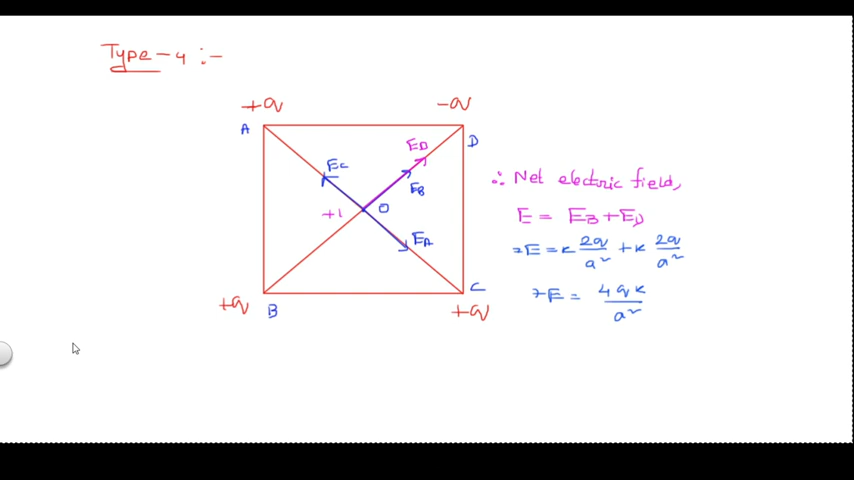 Type-4 :-
+q
-q
A
D
ED
EC
EB
+1
O
EA
C
+q
B
+q
∴ Net electric field,
E = EB+ED
⇒E = K 2q/a² + K 2q/a²
⇒E = 4qK/a²